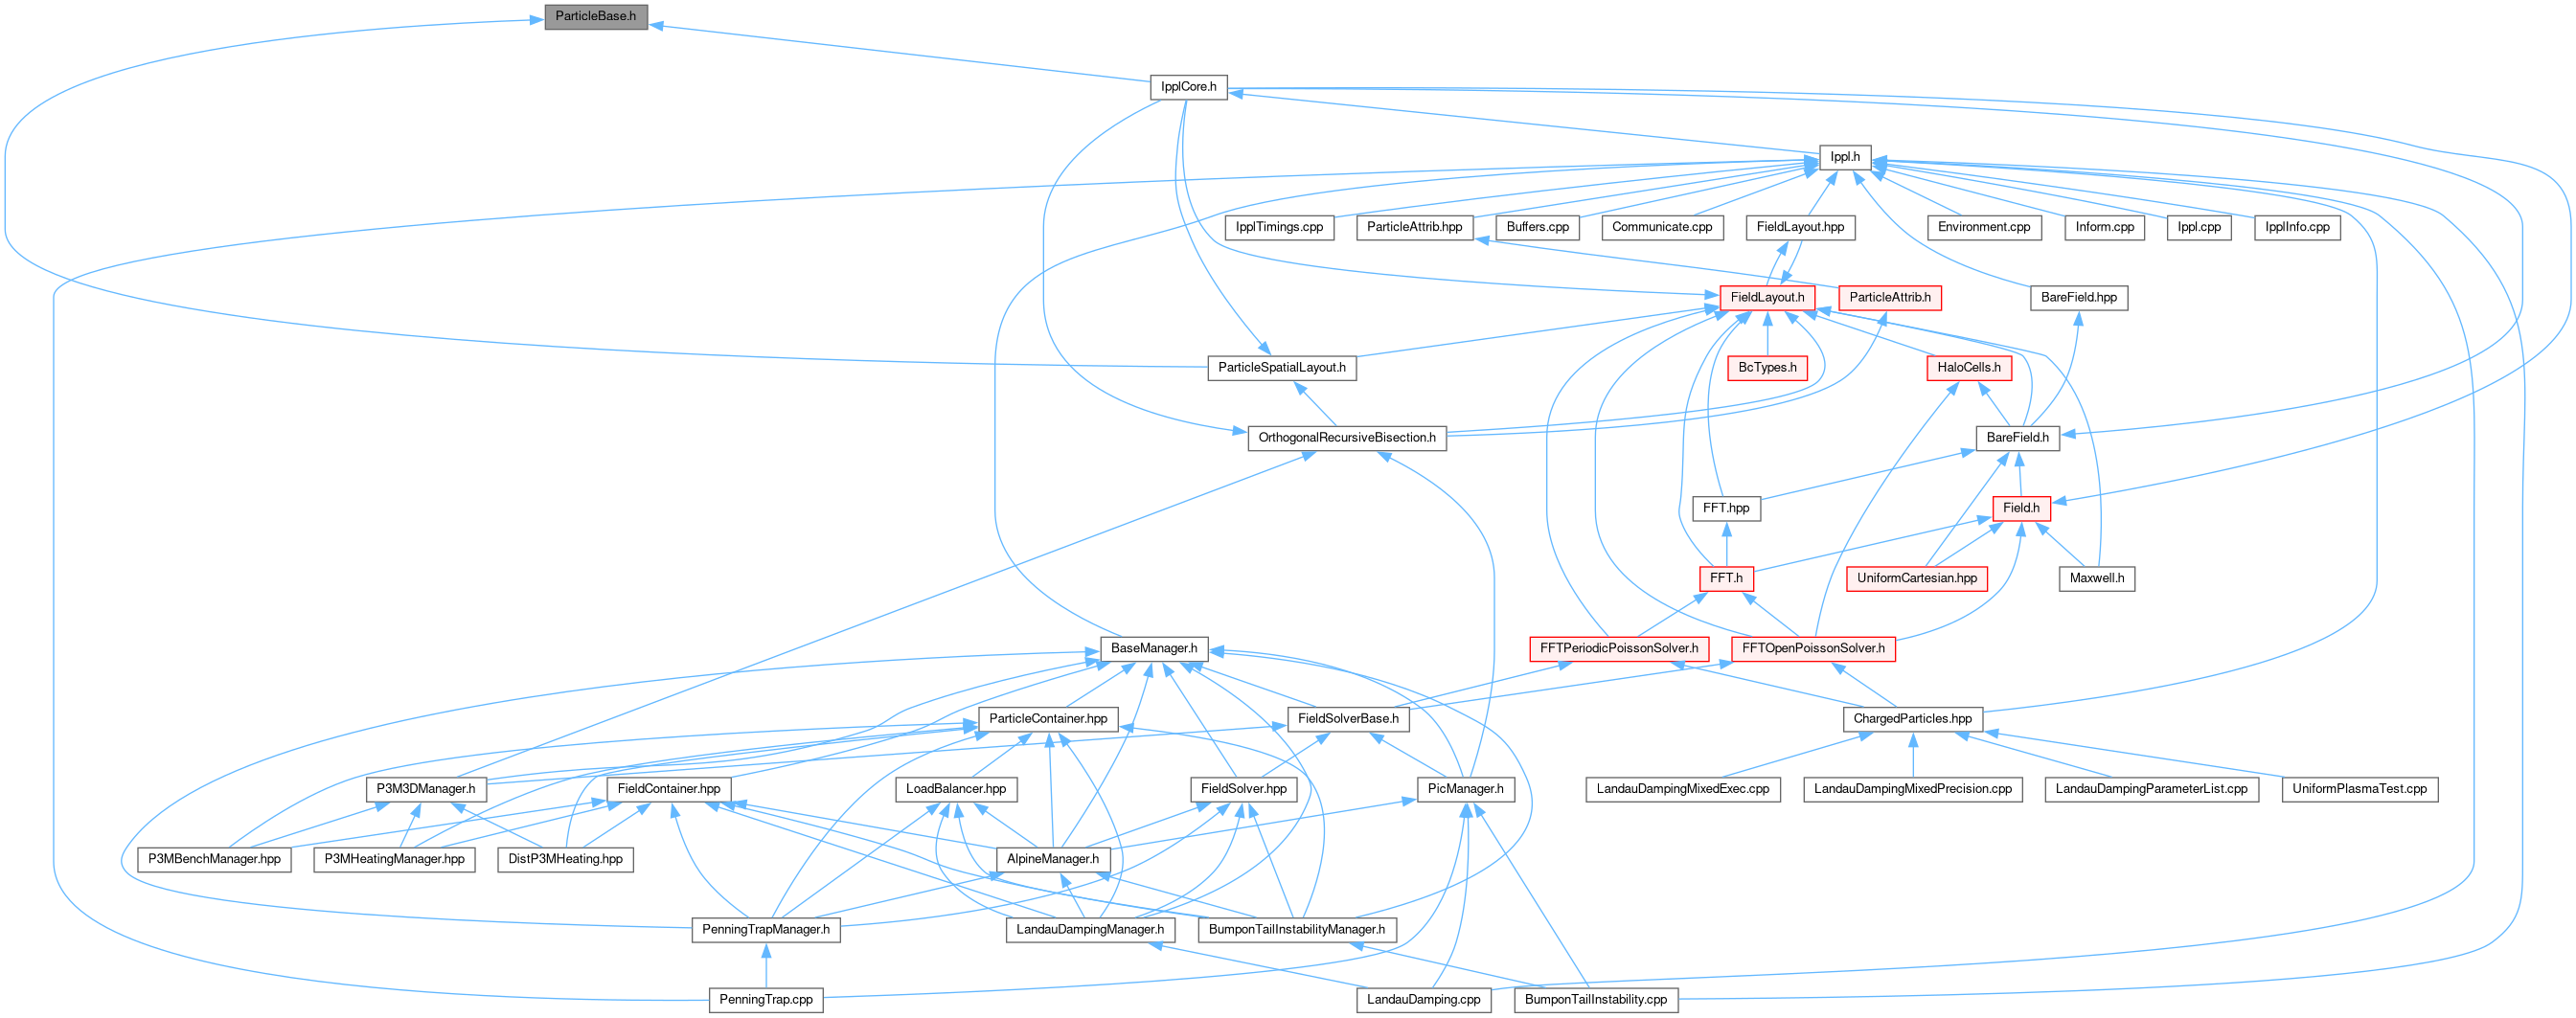 ParticleBase.h
IpplCore.h
Ippl.h
IpplTimings.cpp
ParticleAttrib.hpp
Buffers.cpp
Communicate.cpp
FieldLayout.hpp
Environment.cpp
Inform.cpp
Ippl.cpp
IpplInfo.cpp
FieldLayout.h
ParticleAttrib.h
BareField.hpp
ParticleSpatialLayout.h
BcTypes.h
HaloCells.h
OrthogonalRecursiveBisection.h
BareField.h
FFT.hpp
Field.h
FFT.h
UniformCartesian.hpp
Maxwell.h
BaseManager.h
FFTPeriodicPoissonSolver.h
FFTOpenPoissonSolver.h
ParticleContainer.hpp
FieldSolverBase.h
ChargedParticles.hpp
P3M3DManager.h
FieldContainer.hpp
LoadBalancer.hpp
FieldSolver.hpp
PicManager.h
LandauDampingMixedExec.cpp
LandauDampingMixedPrecision.cpp
LandauDampingParameterList.cpp
UniformPlasmaTest.cpp
P3MBenchManager.hpp
P3MHeatingManager.hpp
DistP3MHeating.hpp
AlpineManager.h
PenningTrapManager.h
LandauDampingManager.h
BumponTailInstabilityManager.h
PenningTrap.cpp
LandauDamping.cpp
BumponTailInstability.cpp